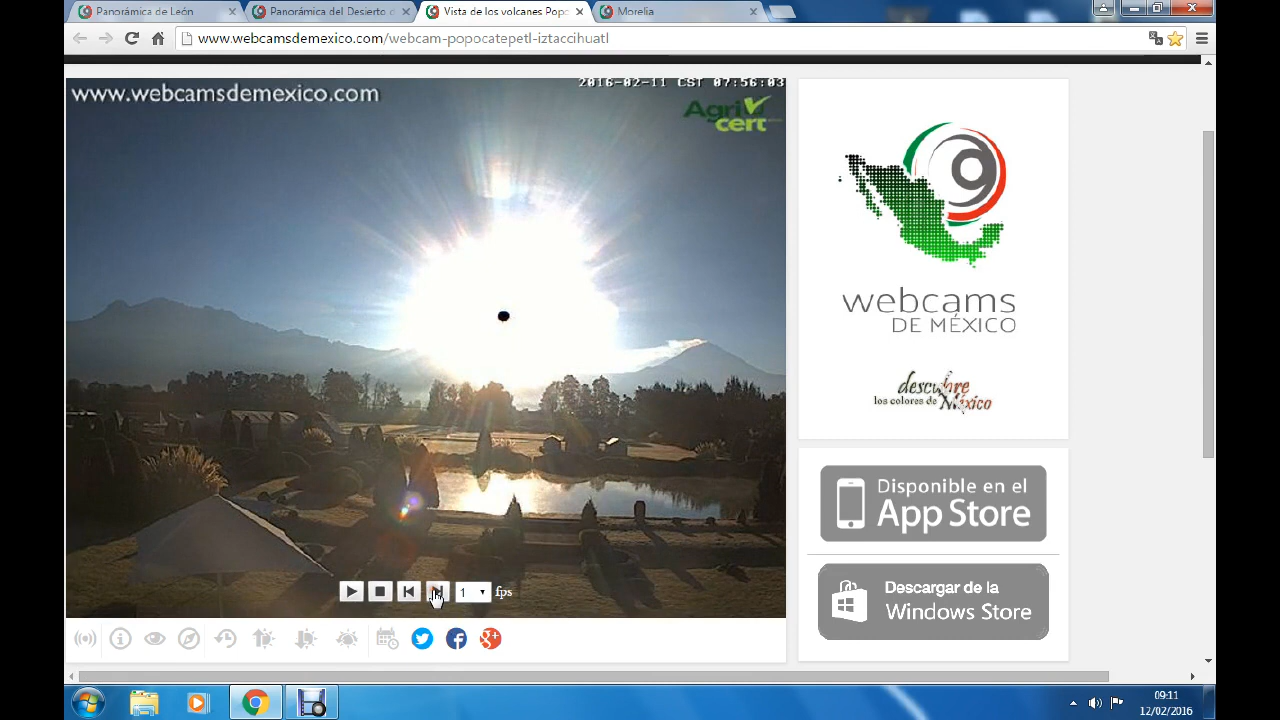 Panorámica de León
Panorámica del Desierto d
Vista de los volcanes Popo
Morelia
www.webcamsdemexico.com/webcam-popocatepetl-iztaccihuatl
www.webcamsdemexico.com
2016-02-11 CST 07:56:03
Agri
cert
9
webcams
DE MÉXICO
descubre
los colores de México
Disponible en el
App Store
Descargar de la
Windows Store
1 fps
09:11
12/02/2016